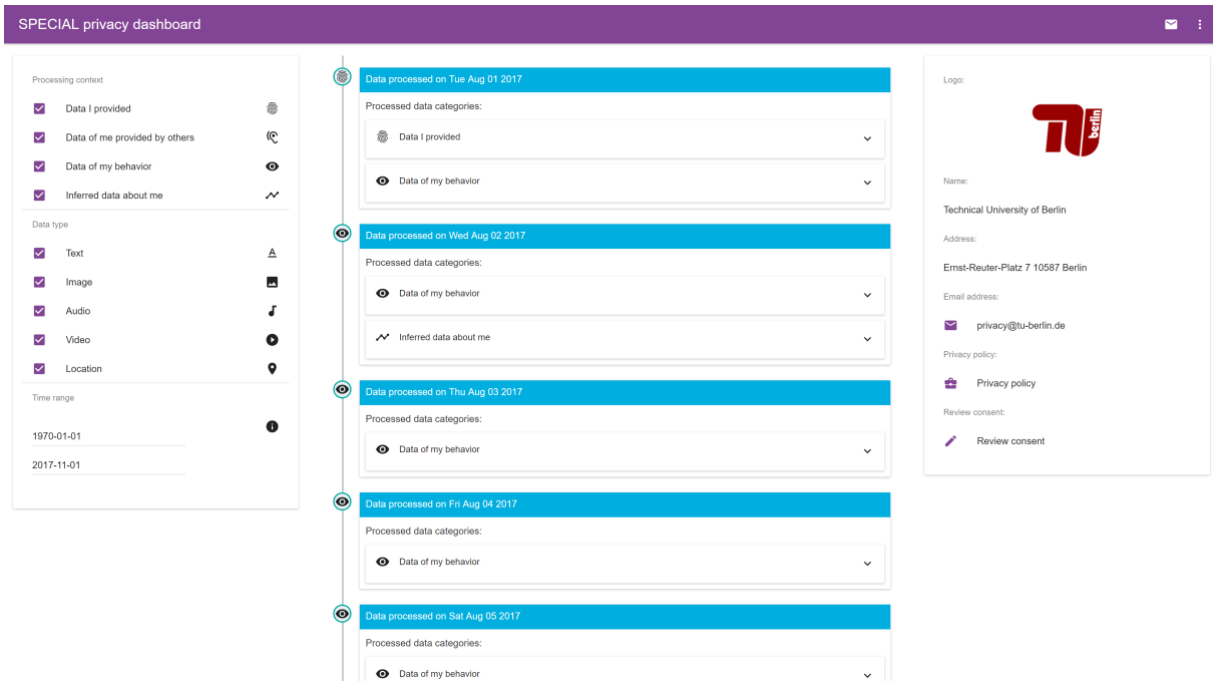 SPECIAL privacy dashboard
Processing context
Data I provided
Data of me provided by others
Data of my behavior
Inferred data about me
Data type
Text
A
Image
Audio
Video
Location
Time range
1970-01-01
2017-11-01
Data processed on Tue Aug 01 2017
Processed data categories:
Data I provided
Data of my behavior
Data processed on Wed Aug 02 2017
Processed data categories:
Data of my behavior
Inferred data about me
Data processed on Thu Aug 03 2017
Processed data categories:
Data of my behavior
Data processed on Fri Aug 04 2017
Processed data categories:
Data of my behavior
Data processed on Sat Aug 05 2017
Processed data categories:
Data of my behavior
Logo:
TU berlin
Name:
Technical University of Berlin
Address:
Ernst-Reuter-Platz 7 10587 Berlin
Email address:
privacy@tu-berlin.de
Privacy policy:
Privacy policy
Review consent:
Review consent